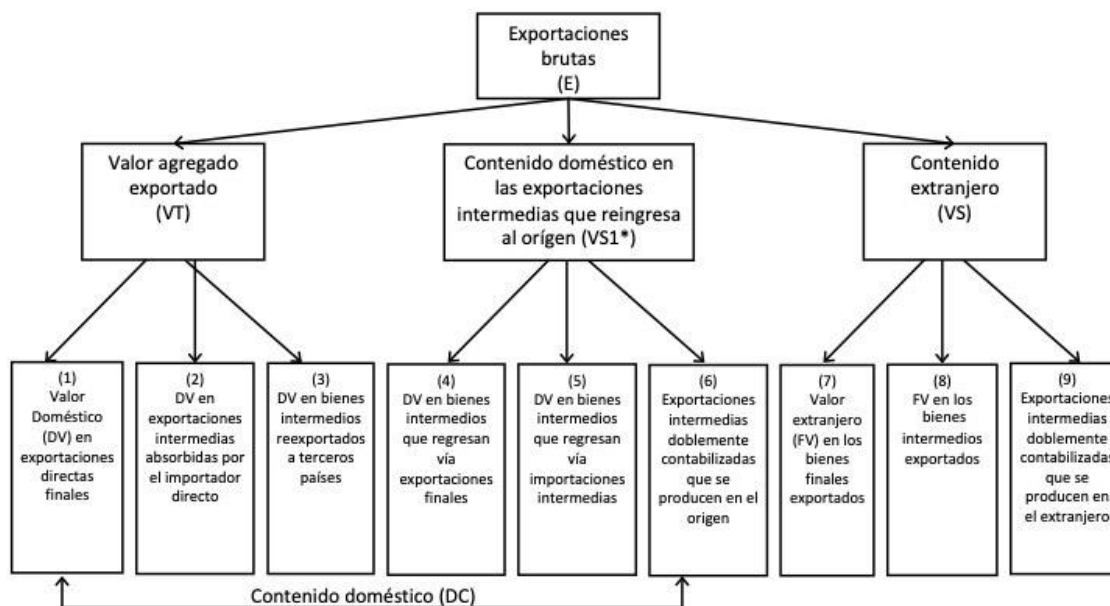 Exportaciones
brutas
(E)
Valor agregado
exportado
(VT)
Contenido doméstico en
las exportaciones
intermedias que reingresa
al orígen (VS1*)
Contenido
extranjero
(VS)
(1)
Valor
Doméstico
(DV) en
exportaciones
directas
finales
(2)
DV en
exportaciones
intermedias
absorbidas por
el importador
directo
(3)
DV en bienes
intermedios
reexportados
a terceros
países
(4)
DV en bienes
intermedios
que regresan
vía
exportaciones
finales
(5)
DV en bienes
intermedios
que regresan
vía
importaciones
intermedias
(6)
Exportaciones
intermedias
doblemente
contabilizadas
que se
producen en el
origen
(7)
Valor
extranjero
(FV) en los
bienes
finales
exportados
(8)
FV en los
bienes
intermedios
exportados
(9)
Exportaciones
intermedias
doblemente
contabilizadas
que se
producen en
el extranjero
Contenido doméstico (DC)